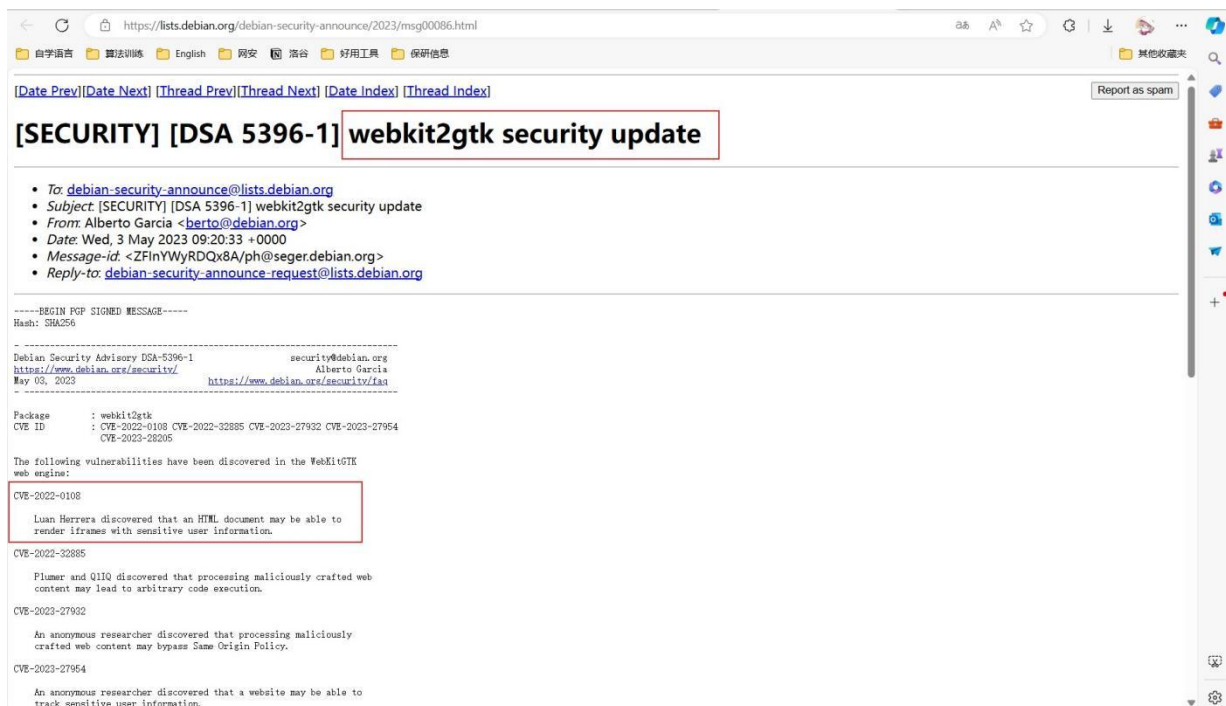 https://lists.debian.org/debian-security-announce/2023/msg00086.html
自学语言 算法训练 English 网安 洛谷 好用工具 保研信息 其他收藏夹
[Date Prev][Date Next] [Thread Prev][Thread Next] [Date Index] [Thread Index]
Report as spam
[SECURITY] [DSA 5396-1] webkit2gtk security update
• To: debian-security-announce@lists.debian.org
• Subject: [SECURITY] [DSA 5396-1] webkit2gtk security update
• From: Alberto Garcia <berto@debian.org>
• Date: Wed, 3 May 2023 09:20:33 +0000
• Message-id: <ZFInYWyRDQx8A/ph@seger.debian.org>
• Reply-to: debian-security-announce-request@lists.debian.org
-----BEGIN PGP SIGNED MESSAGE-----
Hash: SHA256
- -------------------------------------------------------------------------
Debian Security Advisory DSA-5396-1 security@debian.org
https://www.debian.org/security/ Alberto Garcia
May 03, 2023 https://www.debian.org/security/faq
- -------------------------------------------------------------------------
Package : webkit2gtk
CVE ID : CVE-2022-0108 CVE-2022-32885 CVE-2023-27932 CVE-2023-27954
CVE-2023-28205
The following vulnerabilities have been discovered in the WebKitGTK
web engine:
CVE-2022-0108
Luan Herrera discovered that an HTML document may be able to
render iframes with sensitive user information.
CVE-2022-32885
Plumer and Q1IQ discovered that processing maliciously crafted web
content may lead to arbitrary code execution.
CVE-2023-27932
An anonymous researcher discovered that processing maliciously
crafted web content may bypass Same Origin Policy.
CVE-2023-27954
An anonymous researcher discovered that a website may be able to
track sensitive user information.